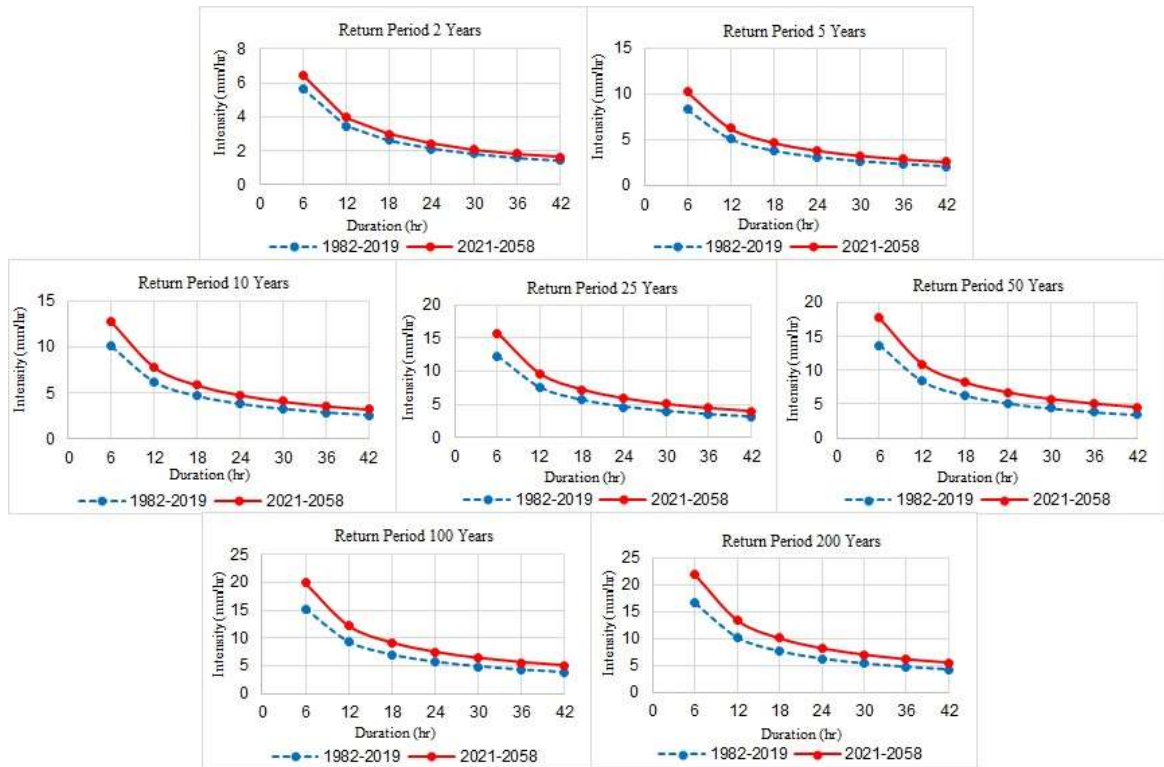 Return Period 2 Years
Intensity (mm/hr)
8
6
4
2
0
0 6 12 18 24 30 36 42
Duration (hr)
1982-2019 2021-2058
Return Period 5 Years
Intensity (mm/hr)
15
10
5
0
0 6 12 18 24 30 36 42
Duration (hr)
1982-2019 2021-2058
Return Period 10 Years
Intensity (mm/hr)
15
10
5
0
0 6 12 18 24 30 36 42
Duration (hr)
1982-2019 2021-2058
Return Period 25 Years
Intensity (mm/hr)
20
15
10
5
0
0 6 12 18 24 30 36 42
Duration (hr)
1982-2019 2021-2058
Return Period 50 Years
Intensity (mm/hr)
20
15
10
5
0
0 6 12 18 24 30 36 42
Duration (hr)
1982-2019 2021-2058
Return Period 100 Years
Intensity (mm/hr)
25
20
15
10
5
0
0 6 12 18 24 30 36 42
Duration (hr)
1982-2019 2021-2058
Return Period 200 Years
Intensity (mm/hr)
25
20
15
10
5
0
0 6 12 18 24 30 36 42
Duration (hr)
1982-2019 2021-2058